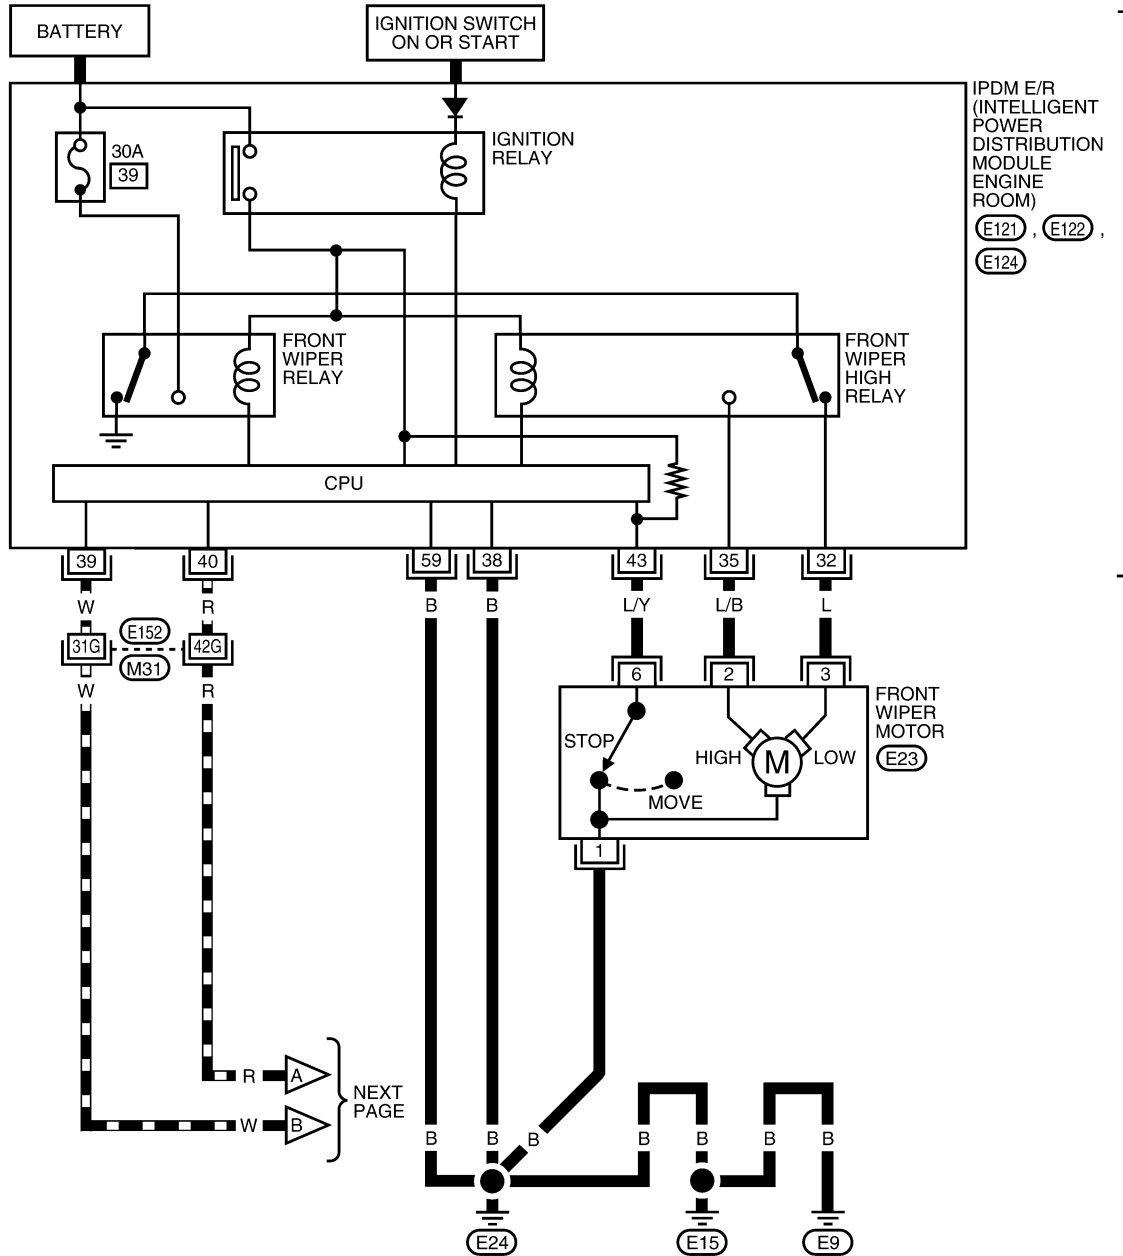 BATTERY
IGNITION SWITCH
ON OR START
IPDM E/R
(INTELLIGENT
POWER
DISTRIBUTION
MODULE
ENGINE
ROOM)
E121 , E122 ,
E124
30A
39
IGNITION
RELAY
FRONT
WIPER
RELAY
FRONT
WIPER
HIGH
RELAY
CPU
39 40 59 38 43 35 32
W R B B L/Y L/B L
31G E152 42G
M31
W R
6 2 3
FRONT
WIPER
MOTOR
E23
STOP
HIGH M LOW
MOVE
1
R A
W B
NEXT
PAGE
B B B B B B B
E24 E15 E9